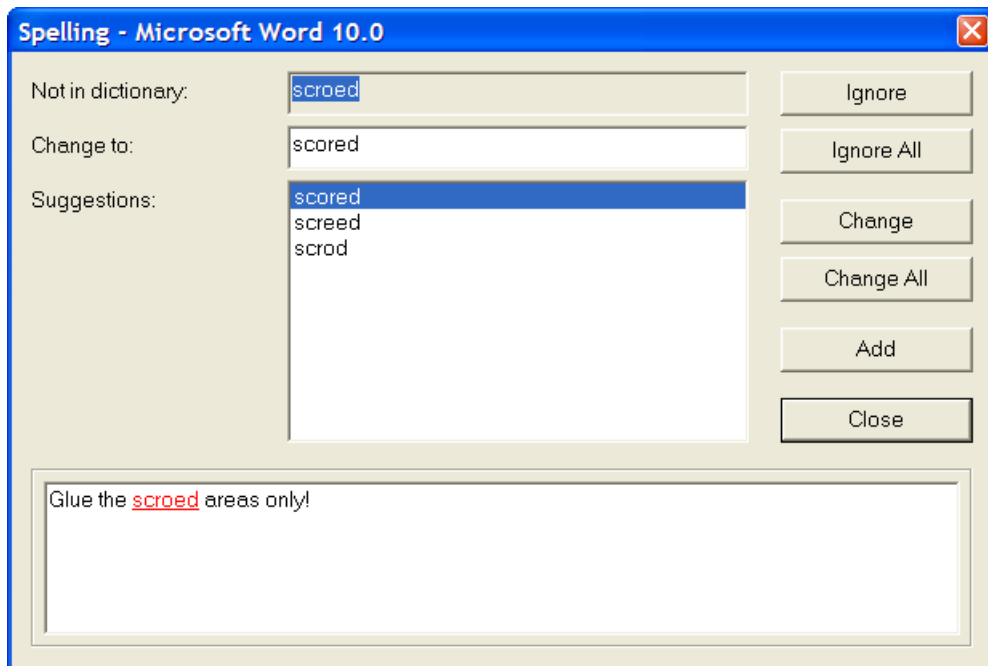 Spelling - Microsoft Word 10.0
Not in dictionary:
scroed
Ignore
Change to:
scored
Ignore All
Suggestions:
scored
screed
scrod
Change
Change All
Add
Close
Glue the scroed areas only!